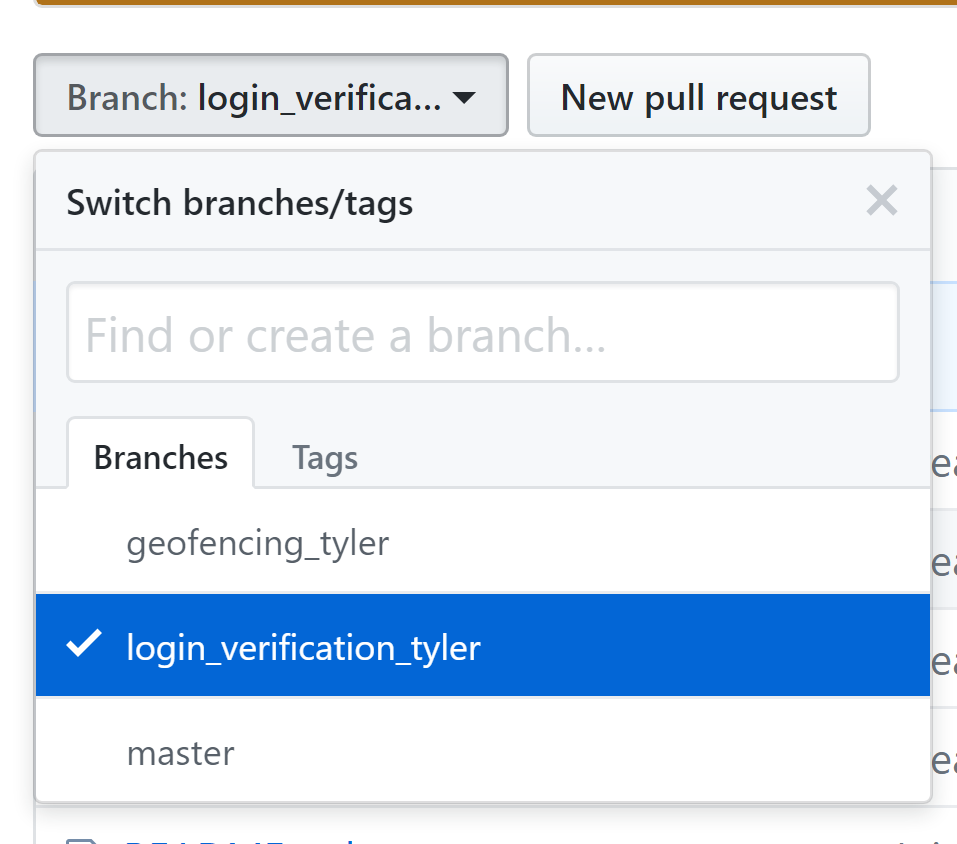 Branch: login_verifica...
New pull request
Switch branches/tags
Find or create a branch...
Branches
Tags
geofencing_tyler
login_verification_tyler
master